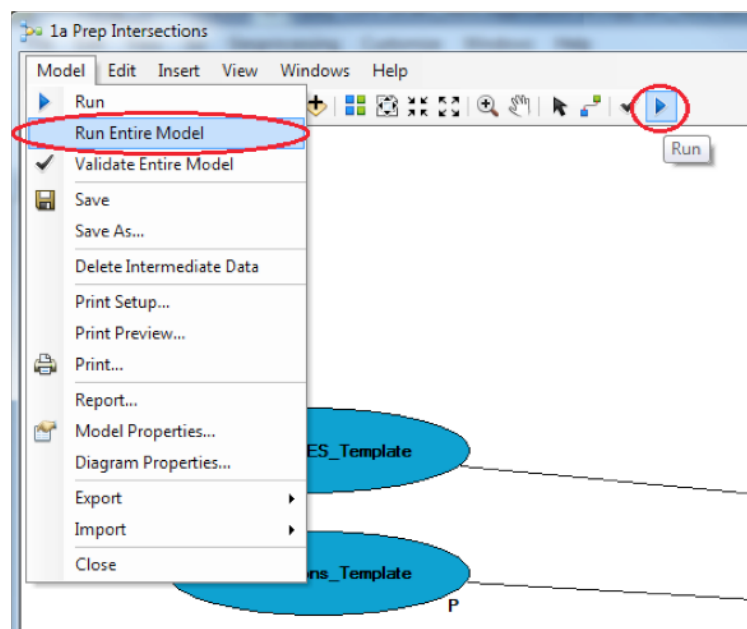 1a Prep Intersections
Model Edit Insert View Windows Help
Run
Run Entire Model
Validate Entire Model
Save
Save As...
Delete Intermediate Data
Print Setup...
Print Preview...
Print...
Report...
Model Properties...
Diagram Properties...
Export
Import
Close
Run
ES_Template
ns_Template
P